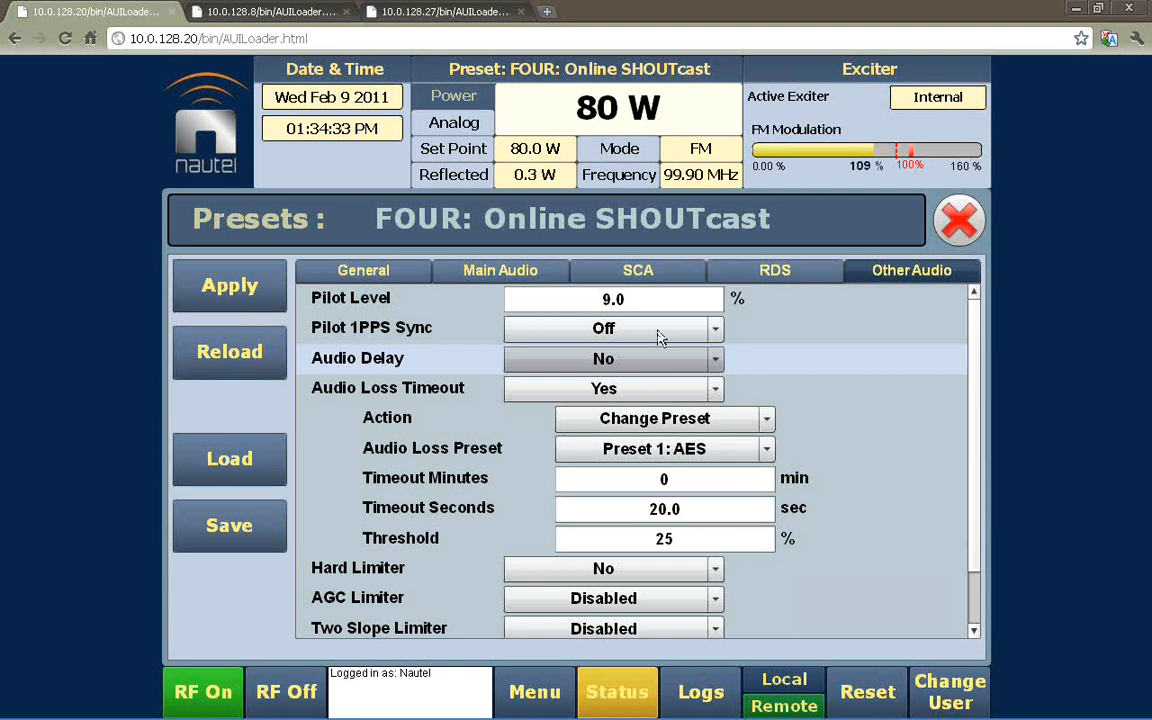 10.0.128.20/bin/AUILoade...
10.0.128.8/bin/AUILoader....
10.0.128.27/bin/AUILoade...
10.0.128.20/bin/AUILoader.html
nautel
Date & Time
Wed Feb 9 2011
01:34:33 PM
Preset: FOUR: Online SHOUTcast
Power
Analog
80 W
Set Point 80.0 W Mode FM
Reflected 0.3 W Frequency 99.90 MHz
Exciter
Active Exciter Internal
FM Modulation
0.00 % 109 % 100% 160 %
Presets : FOUR: Online SHOUTcast
Apply
Reload
Load
Save
General Main Audio SCA RDS Other Audio
Pilot Level 9.0 %
Pilot 1PPS Sync Off
Audio Delay No
Audio Loss Timeout Yes
Action Change Preset
Audio Loss Preset Preset 1: AES
Timeout Minutes 0 min
Timeout Seconds 20.0 sec
Threshold 25 %
Hard Limiter No
AGC Limiter Disabled
Two Slope Limiter Disabled
RF On
RF Off
Logged in as: Nautel
Menu
Status
Logs
Local
Remote
Reset
Change
User